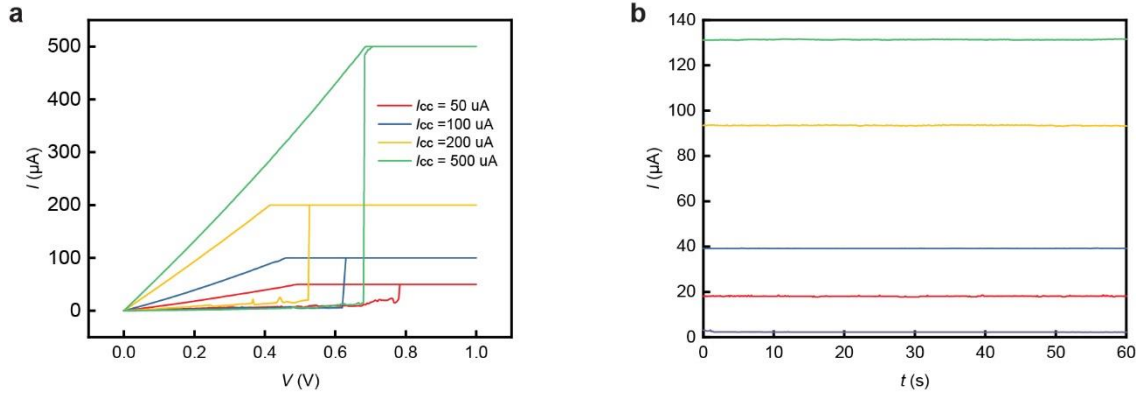 a
I (µA)
500
400
300
200
100
0
0.0 0.2 0.4 0.6 0.8 1.0
V (V)
Icc = 50 uA
Icc =100 uA
Icc =200 uA
Icc = 500 uA
b
I (µA)
140
120
100
80
60
40
20
0
0 10 20 30 40 50 60
t (s)